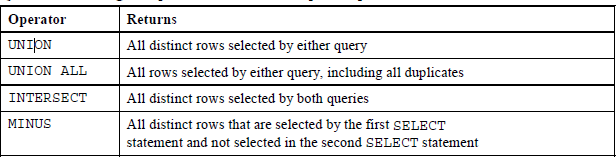 Operator Returns
UNION All distinct rows selected by either query
UNION ALL All rows selected by either query, including all duplicates
INTERSECT All distinct rows selected by both queries
MINUS All distinct rows that are selected by the first SELECT
statement and not selected in the second SELECT statement